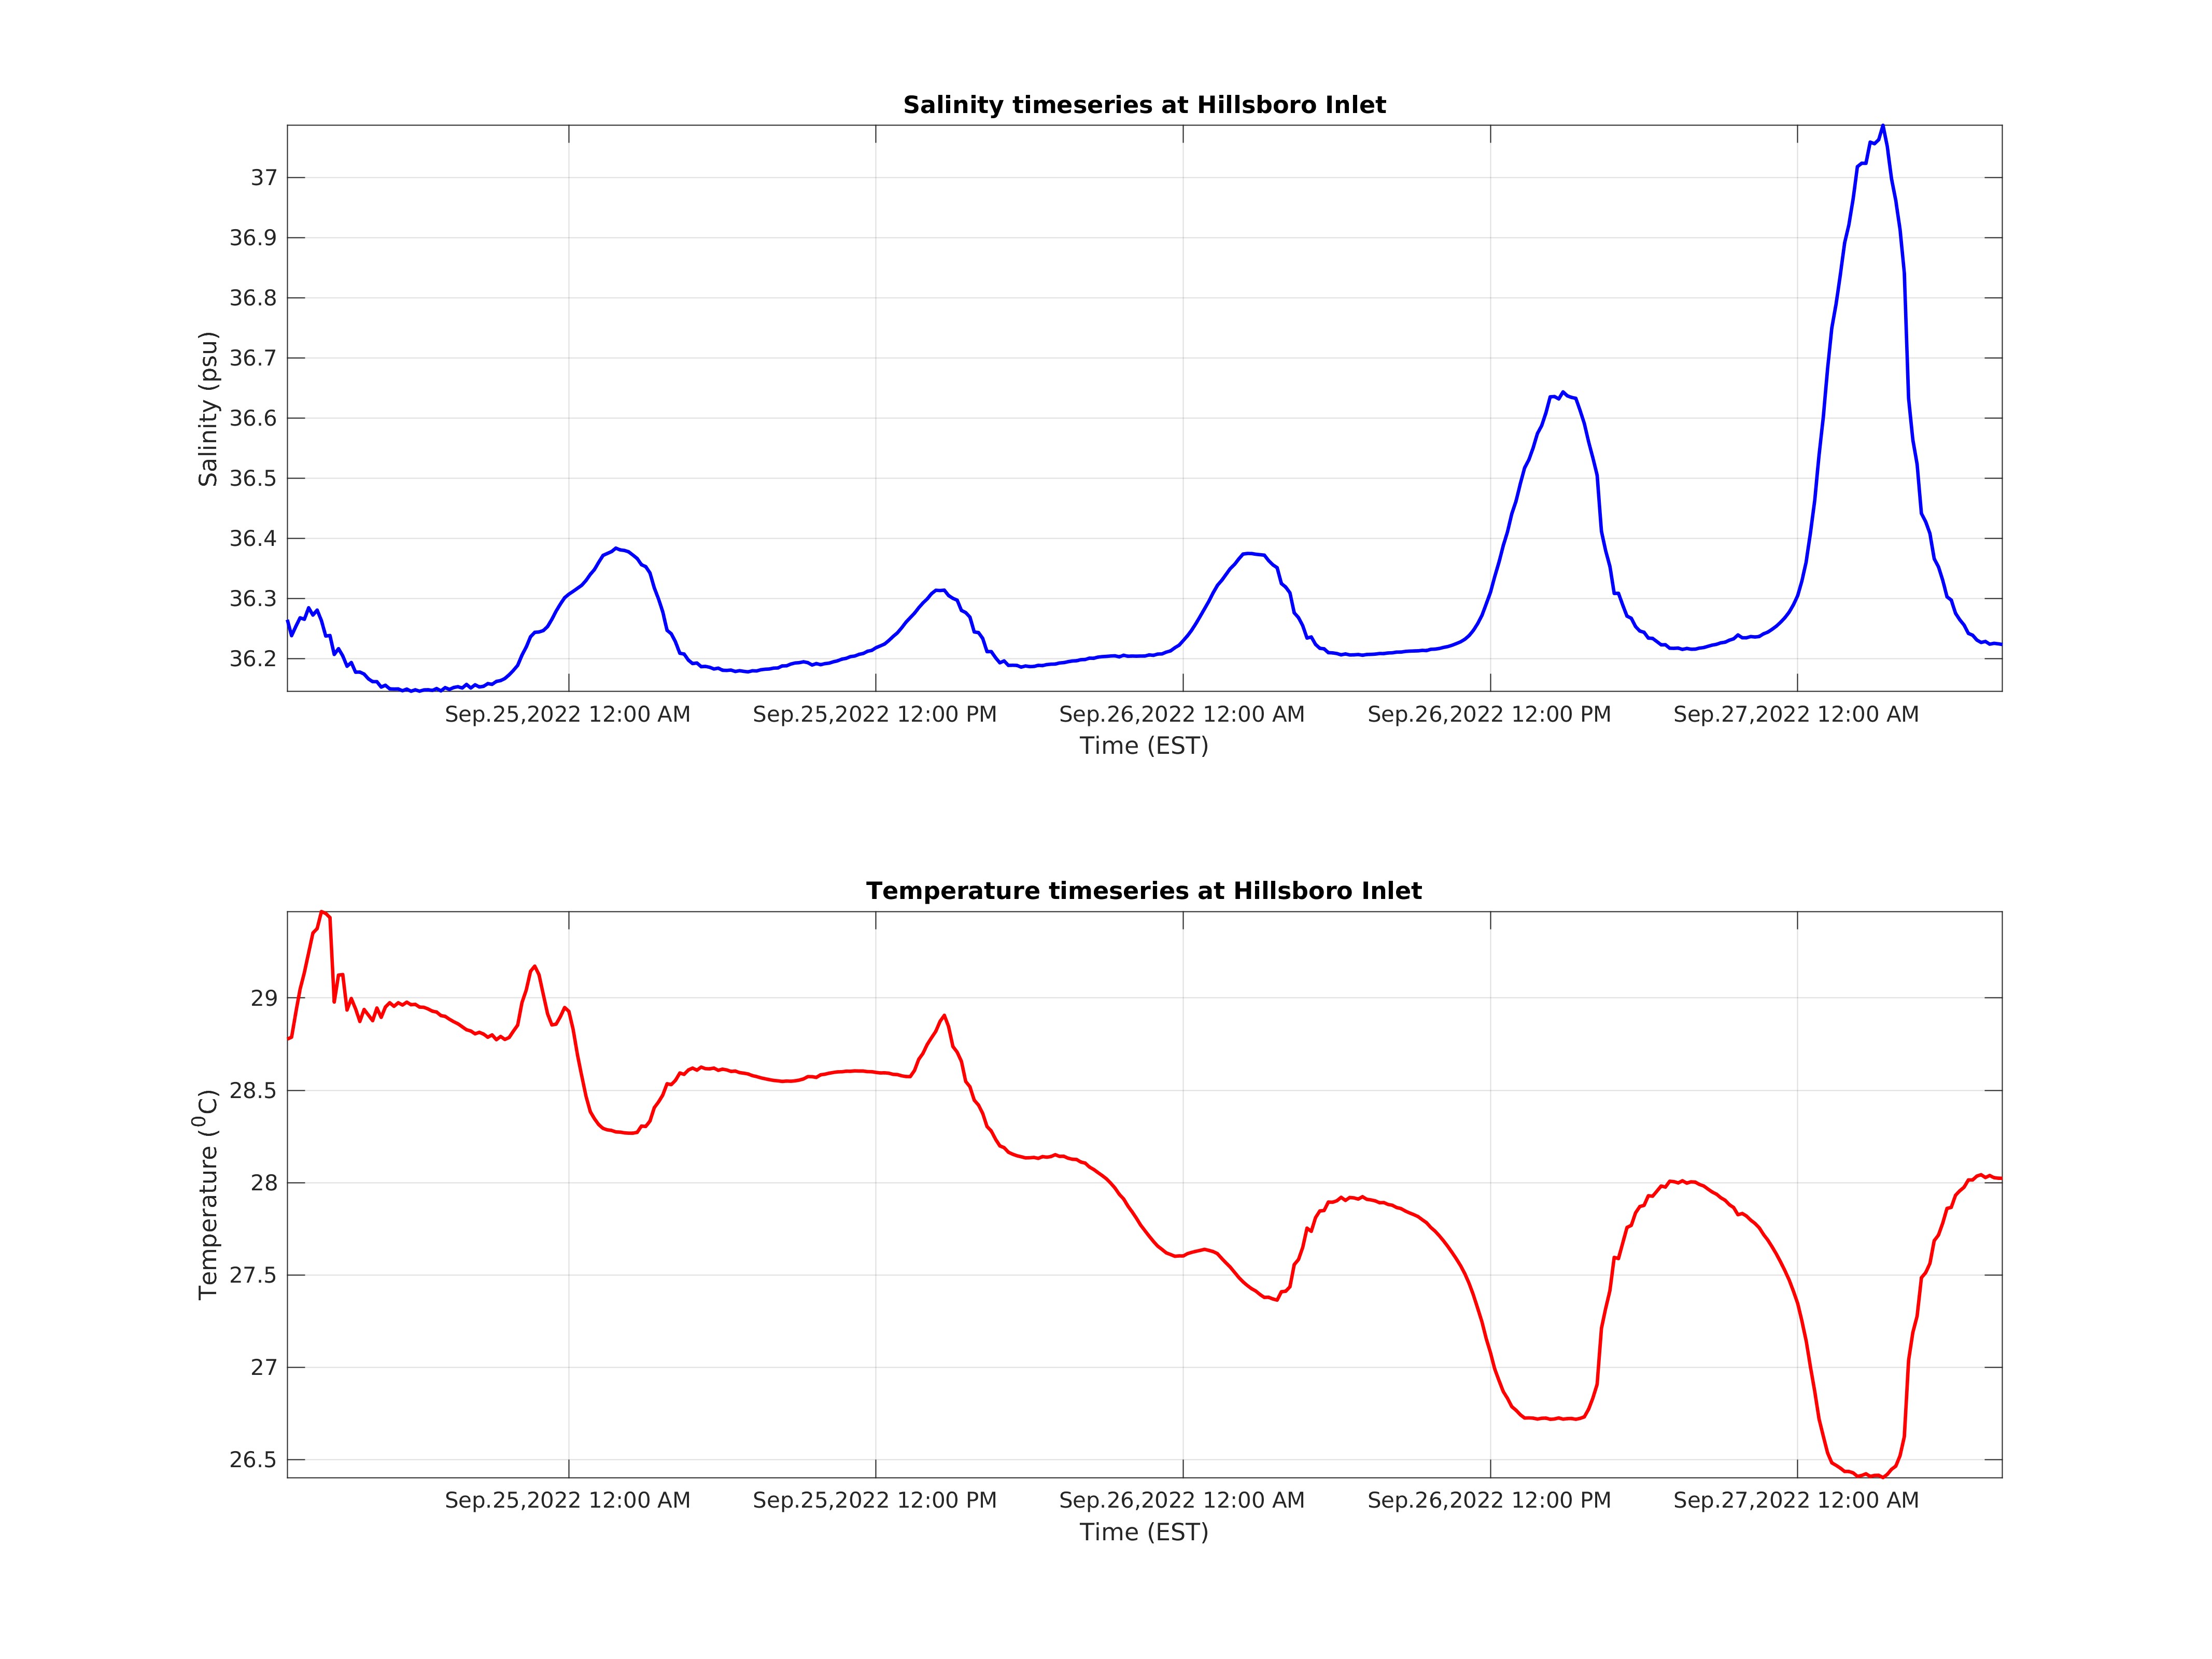 Salinity timeseries at Hillsboro Inlet
37
36.9
36.8
36.7
36.6
36.5
36.4
36.3
36.2
Salinity (psu)
Sep.25,2022 12:00 AM Sep.25,2022 12:00 PM Sep.26,2022 12:00 AM Sep.26,2022 12:00 PM Sep.27,2022 12:00 AM
Time (EST)
Temperature timeseries at Hillsboro Inlet
29
28.5
28
27.5
27
26.5
Temperature (⁰C)
Sep.25,2022 12:00 AM Sep.25,2022 12:00 PM Sep.26,2022 12:00 AM Sep.26,2022 12:00 PM Sep.27,2022 12:00 AM
Time (EST)